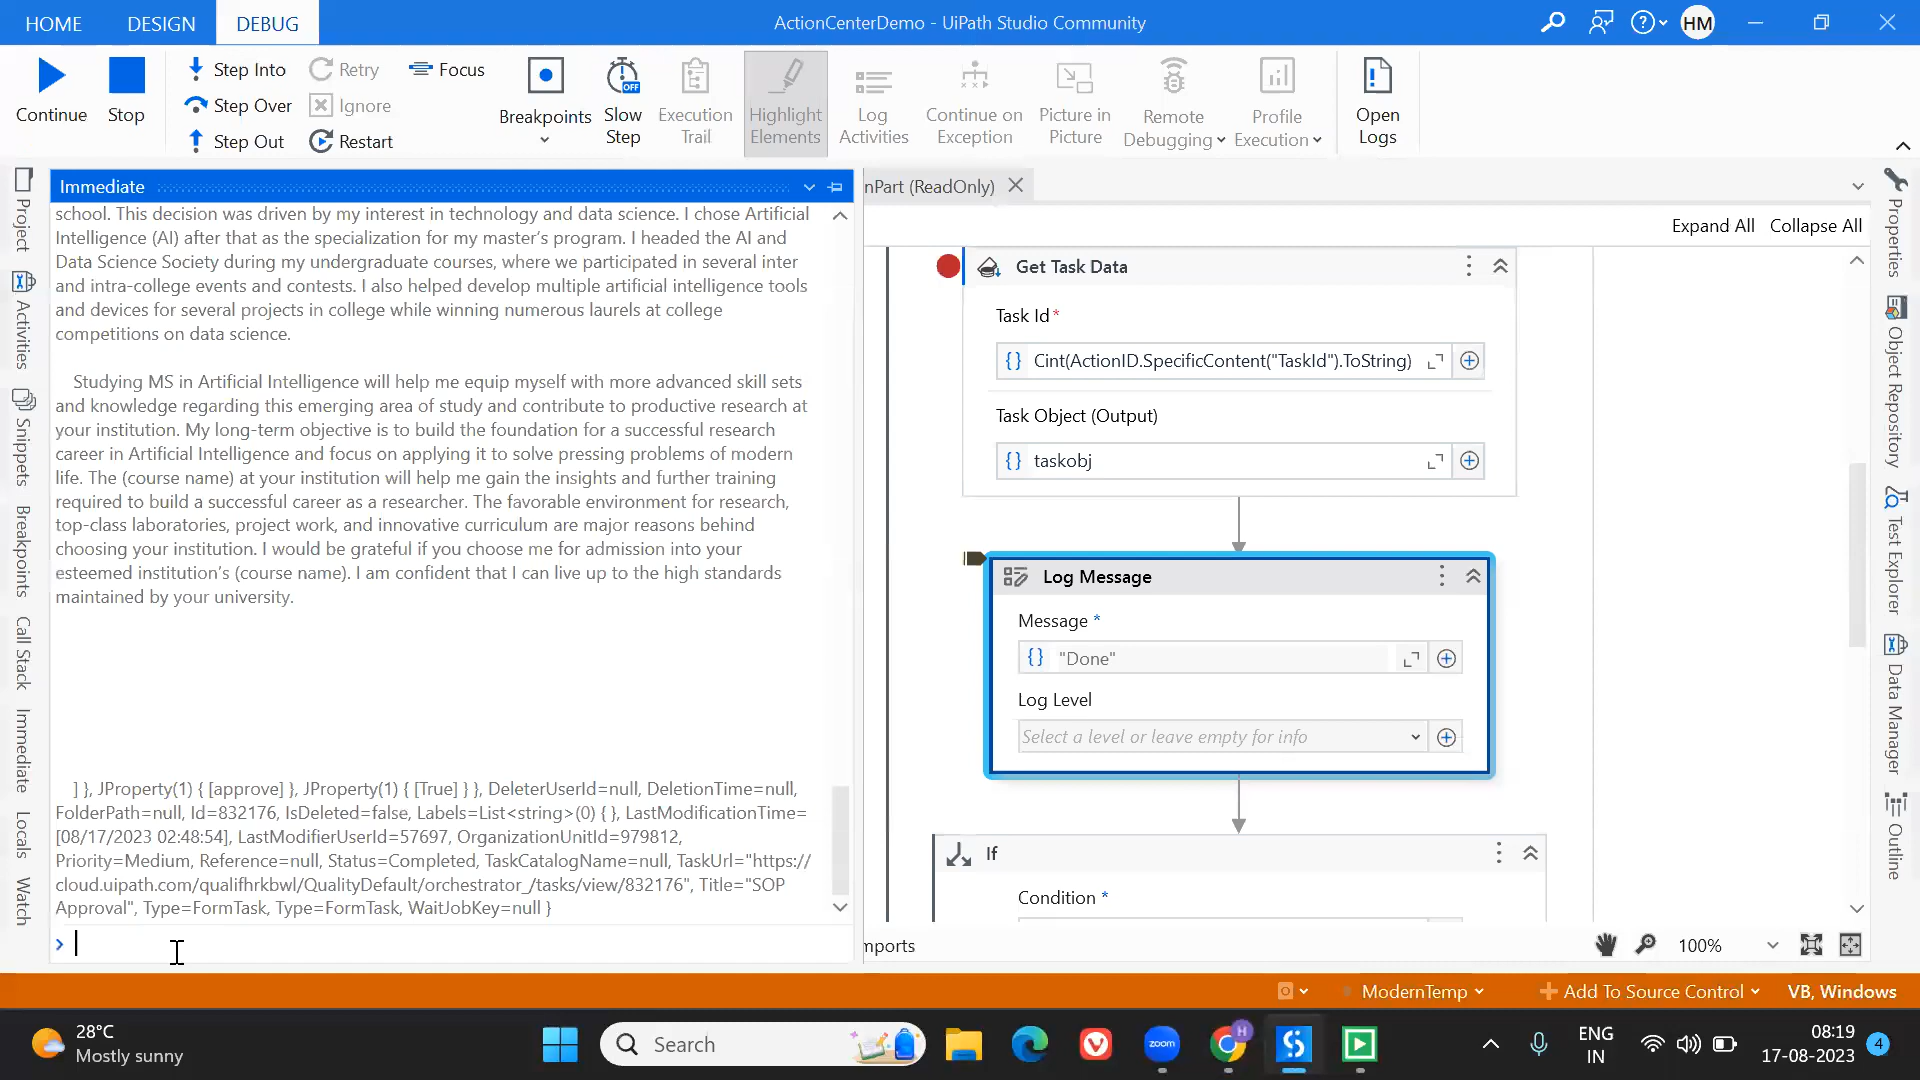 HOME
DESIGN
DEBUG
ActionCenterDemo - UiPath Studio Community
HM
Continue
Stop
Step Into
Step Over
Step Out
Retry
Ignore
Restart
Focus
Breakpoints
Slow
Step
OFF
Execution
Trail
Highlight
Elements
Log
Activities
Continue on
Exception
Picture in
Picture
Remote
Debugging
Profile
Execution
Open
Logs
Project
Activities
Snippets
Breakpoints
Call Stack
Immediate
Locals
Watch
Immediate
school. This decision was driven by my interest in technology and data science. I chose Artificial
Intelligence (AI) after that as the specialization for my master's program. I headed the AI and
Data Science Society during my undergraduate courses, where we participated in several inter
and intra-college events and contests. I also helped develop multiple artificial intelligence tools
and devices for several projects in college while winning numerous laurels at college
competitions on data science.
Studying MS in Artificial Intelligence will help me equip myself with more advanced skill sets
and knowledge regarding this emerging area of study and contribute to productive research at
your institution. My long-term objective is to build the foundation for a successful research
career in Artificial Intelligence and focus on applying it to solve pressing problems of modern
life. The (course name) at your institution will help me gain the insights and further training
required to build a successful career as a researcher. The favorable environment for research,
top-class laboratories, project work, and innovative curriculum are major reasons behind
choosing your institution. I would be grateful if you choose me for admission into your
esteemed institution's (course name). I am confident that I can live up to the high standards
maintained by your university.
] }, JProperty(1) { [approve] }, JProperty(1) { [True] } }, DeleterUserId=null, DeletionTime=null,
FolderPath=null, Id=832176, IsDeleted=false, Labels=List<string>(0) { }, LastModificationTime=
[08/17/2023 02:48:54], LastModifierUserId=57697, OrganizationUnitId=979812,
Priority=Medium, Reference=null, Status=Completed, TaskCatalogName=null, TaskUrl="https://
cloud.uipath.com/qualifhrkbwl/QualityDefault/orchestrator_/tasks/view/832176", Title="SOP
Approval", Type=FormTask, Type=FormTask, WaitJobKey=null }
>
nPart (ReadOnly)
Expand All
Collapse All
Get Task Data
Task Id*
{} Cint(ActionID.SpecificContent("TaskId").ToString)
Task Object (Output)
{} taskobj
Log Message
Message *
{} "Done"
Log Level
Select a level or leave empty for info
If
Condition *
mports
100%
Properties
Object Repository
Test Explorer
Data Manager
Outline
ModernTemp
Add To Source Control
VB, Windows
28°C
Mostly sunny
Search
zoom
H
ENG
IN
08:19
17-08-2023
4